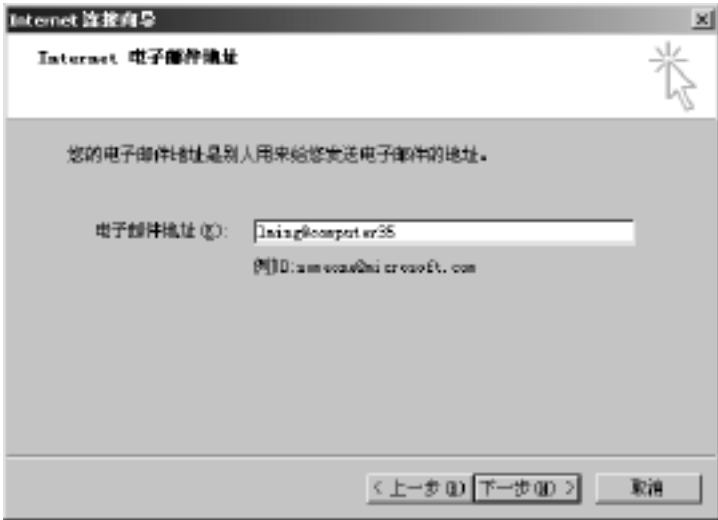 Internet 连接向导
Internet 电子邮件地址
您的电子邮件地址是别人用来给您发送电子邮件的地址。
电子邮件地址(E):
lming@computer35
例如:someone@microsoft.com
< 上一步(B)
下一步(N) >
取消